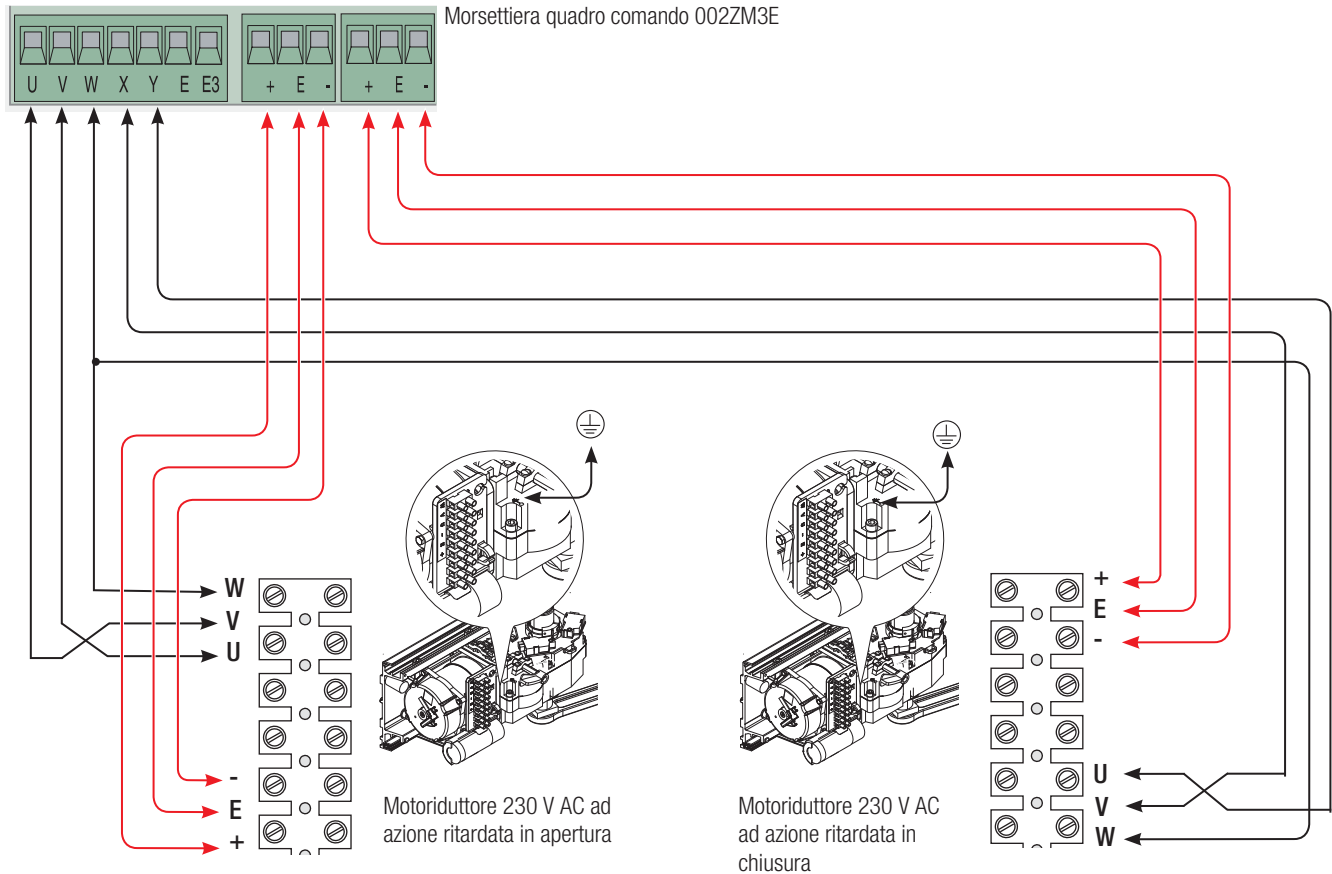 Morsettiera quadro comando 002ZM3E
U V W X Y E E3
+ E -
+ E -
W
V
U
-
E
+
Motoriduttore 230 V AC ad
azione ritardata in apertura
Motoriduttore 230 V AC
ad azione ritardata in
chiusura
+
E
-
U
V
W